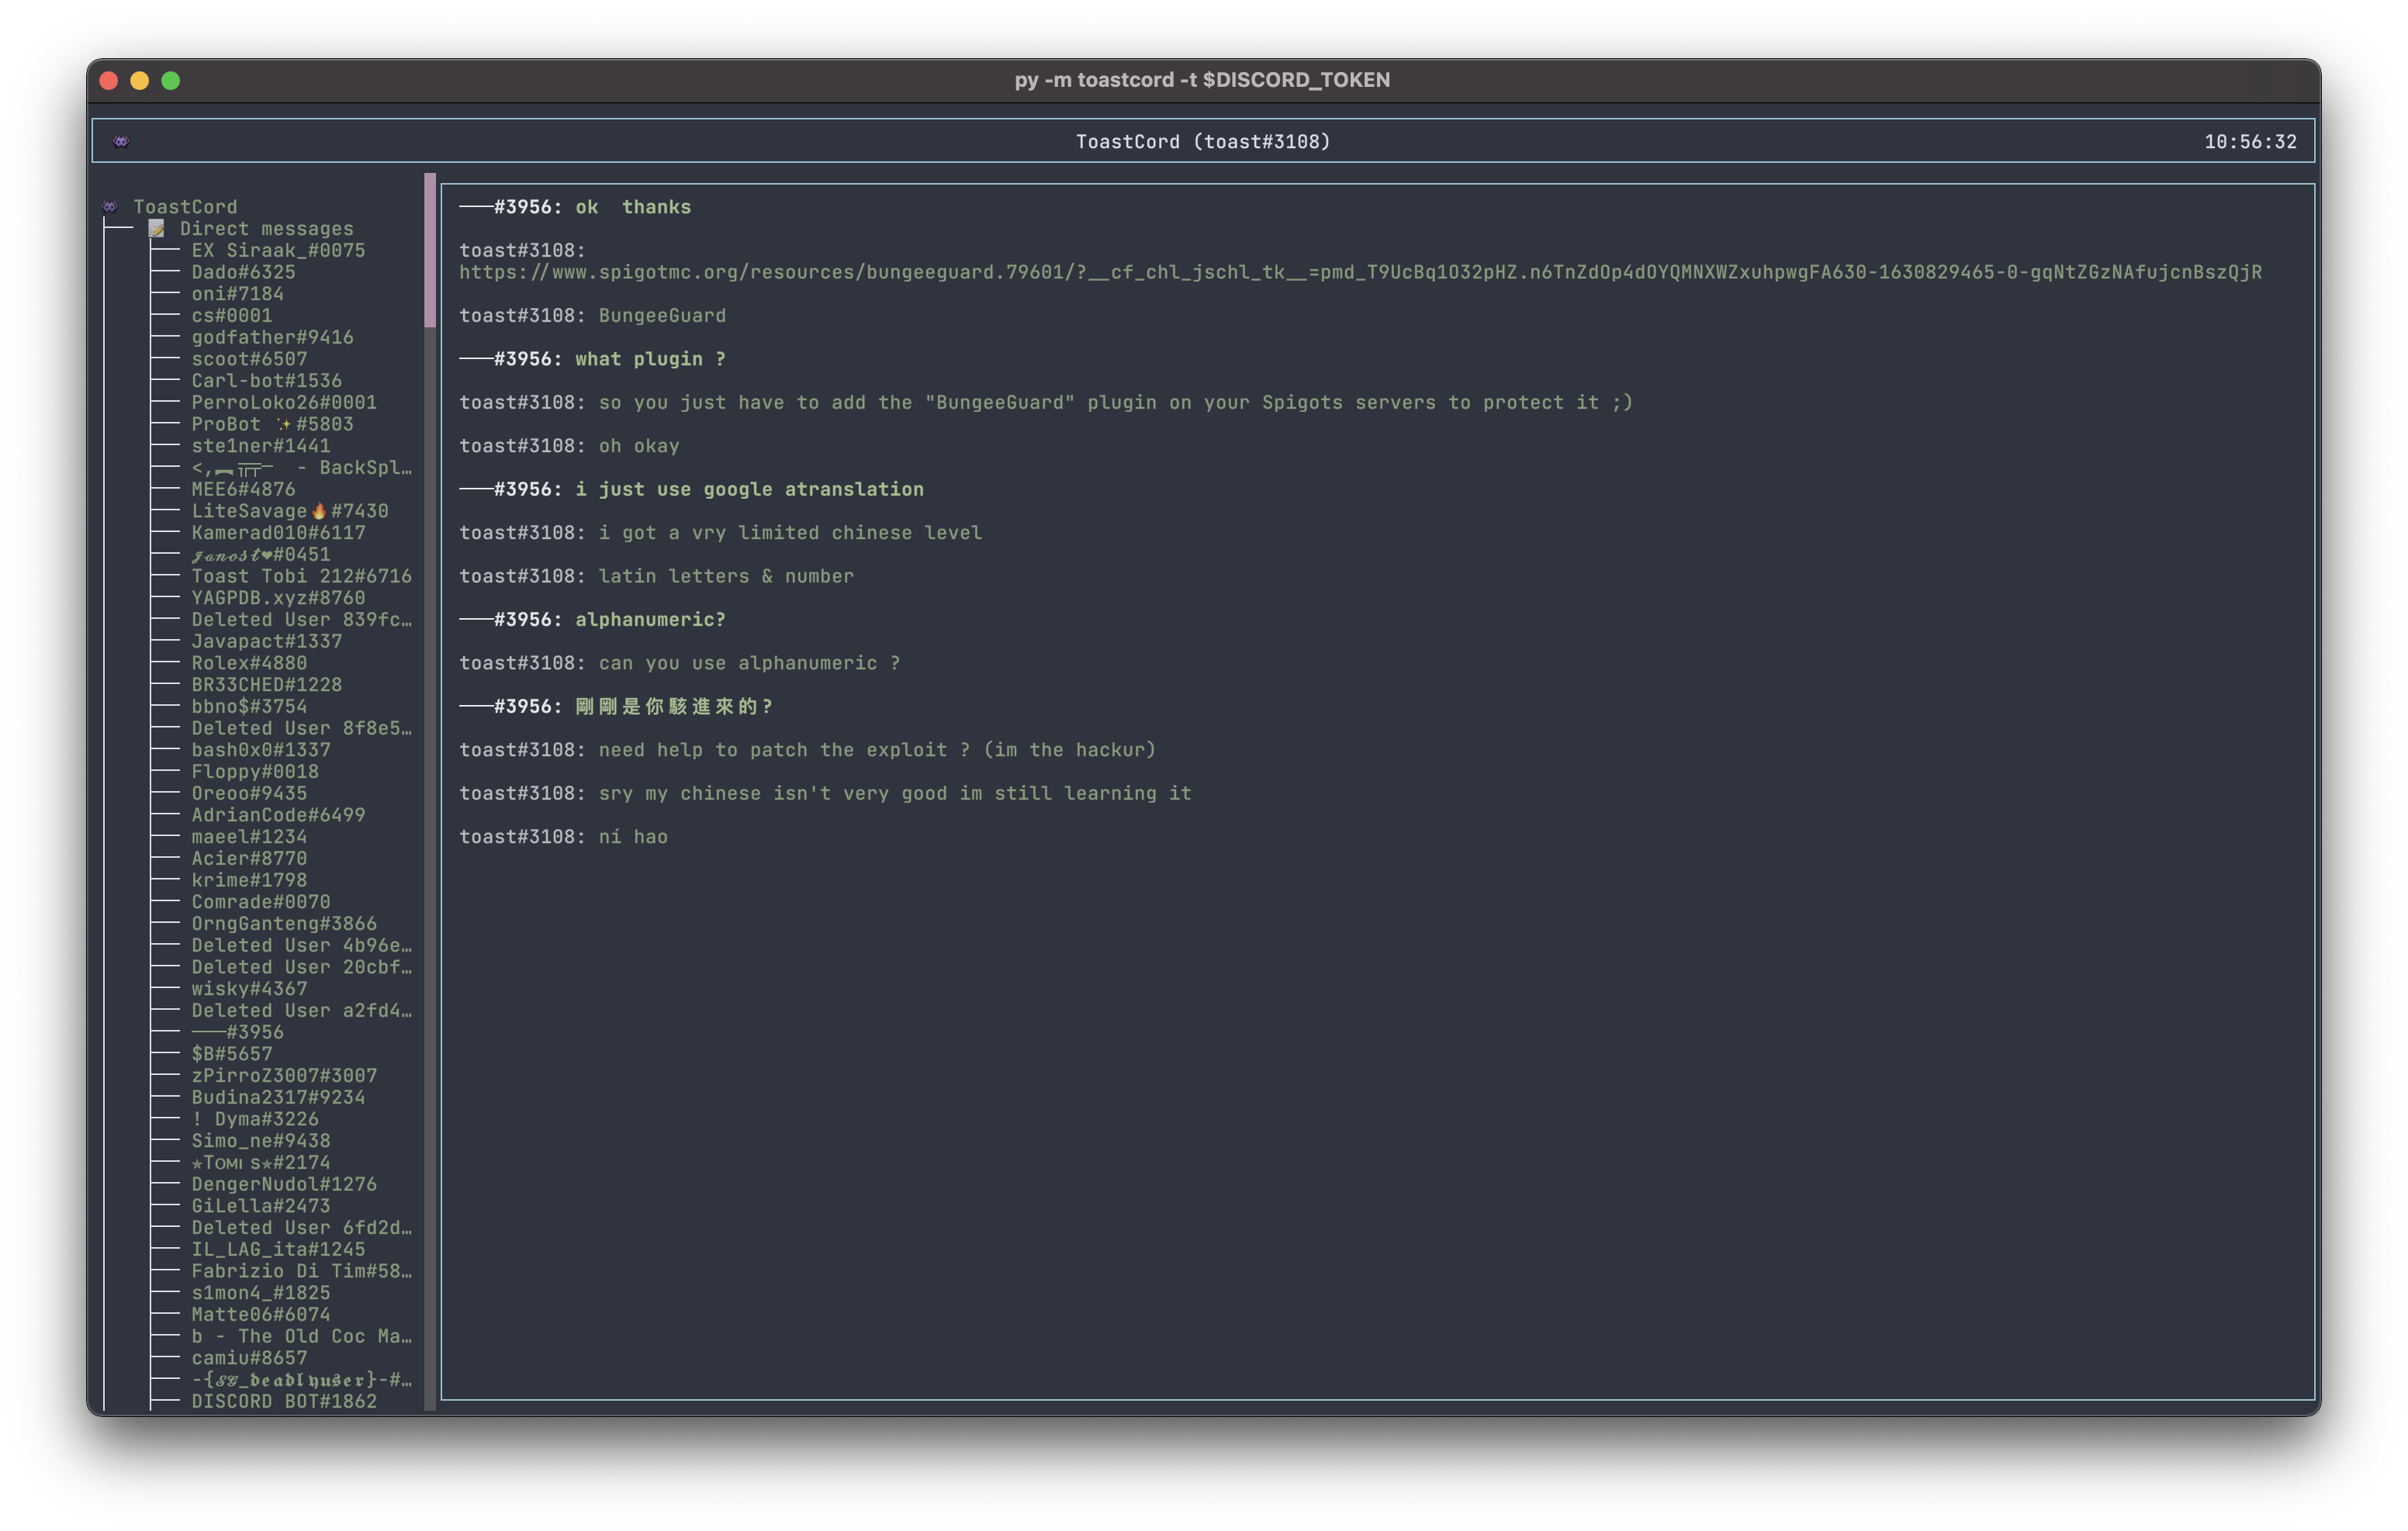 py -m toastcord -t $DISCORD_TOKEN
ToastCord (toast#3108)
10:56:32
ToastCord
Direct messages
EX Siraak_#0075
Dado#6325
oni#7184
cs#0001
godfather#9416
scoot#6507
Carl-bot#1536
PerroLoko26#0001
ProBot ✨#5803
ste1ner#1441
- BackSpl…
MEE6#4876
LiteSavage🔥#7430
Kamerad010#6117
𝓳𝓪𝓷𝓸𝓼𝓽❤#0451
Toast Tobi 212#6716
YAGPDB.xyz#8760
Deleted User 839fc…
Javapact#1337
Rolex#4880
BR33CHED#1228
bbno$#3754
Deleted User 8f8e5…
bash0x0#1337
Floppy#0018
Oreoo#9435
AdrianCode#6499
maeel#1234
Acier#8770
krime#1798
Comrade#0070
OrngGanteng#3866
Deleted User 4b96e…
Deleted User 20cbf…
wisky#4367
Deleted User a2fd4…
───#3956
$B#5657
zPirroZ3007#3007
Budina2317#9234
! Dyma#3226
Simo_ne#9438
✯Tᴏᴍɪ s✯#2174
DengerNudol#1276
GiLella#2473
Deleted User 6fd2d…
IL_LAG_ita#1245
Fabrizio Di Tim#58…
s1mon4_#1825
Matte06#6074
b - The Old Coc Ma…
camiu#8657
-{𝓢𝓖_𝖉𝖊𝖆𝖉𝖑𝖞𝖚𝖘𝖊𝖗}-#…
DISCORD BOT#1862
───#3956: ok  thanks
toast#3108:
https://www.spigotmc.org/resources/bungeeguard.79601/?__cf_chl_jschl_tk__=pmd_T9UcBq1O32pHZ.n6TnZdOp4dOYQMNXWZxuhpwgFA630-1630829465-0-gqNtZGzNAfujcnBszQjR
toast#3108: BungeeGuard
───#3956: what plugin ?
toast#3108: so you just have to add the "BungeeGuard" plugin on your Spigots servers to protect it ;)
toast#3108: oh okay
───#3956: i just use google atranslation
toast#3108: i got a vry limited chinese level
toast#3108: latin letters & number
───#3956: alphanumeric?
toast#3108: can you use alphanumeric ?
───#3956: 剛剛是你駭進來的?
toast#3108: need help to patch the exploit ? (im the hackur)
toast#3108: sry my chinese isn't very good im still learning it
toast#3108: ní hao